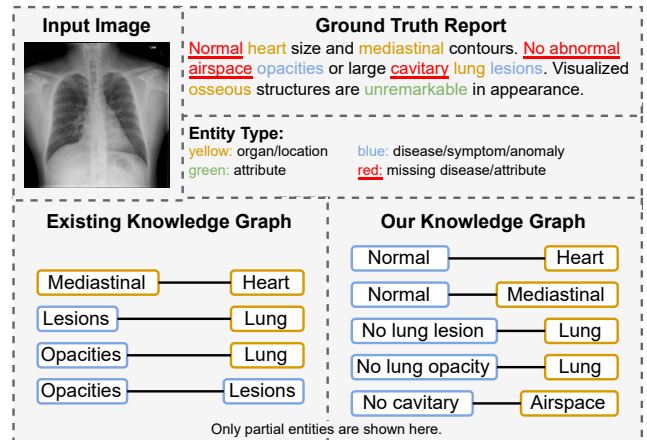 Input Image
Ground Truth Report
Normal heart size and mediastinal contours. No abnormal
airspace opacities or large cavitary lung lesions. Visualized
osseous structures are unremarkable in appearance.
Entity Type:
yellow: organ/location
blue: disease/symptom/anomaly
green: attribute
red: missing disease/attribute
Existing Knowledge Graph
Mediastinal
Heart
Lesions
Lung
Opacities
Lung
Opacities
Lesions
Our Knowledge Graph
Normal
Heart
Normal
Mediastinal
No lung lesion
Lung
No lung opacity
Lung
No cavitary
Airspace
Only partial entities are shown here.